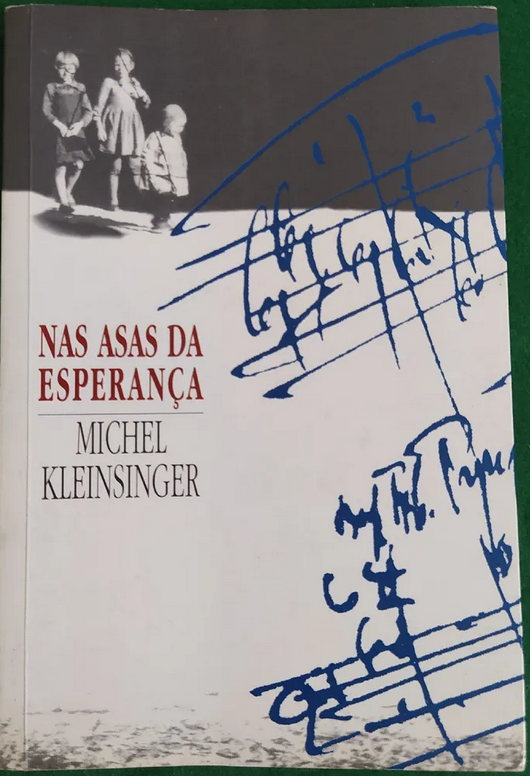 NAS ASAS DA
ESPERANÇA
MICHEL
KLEINSINGER